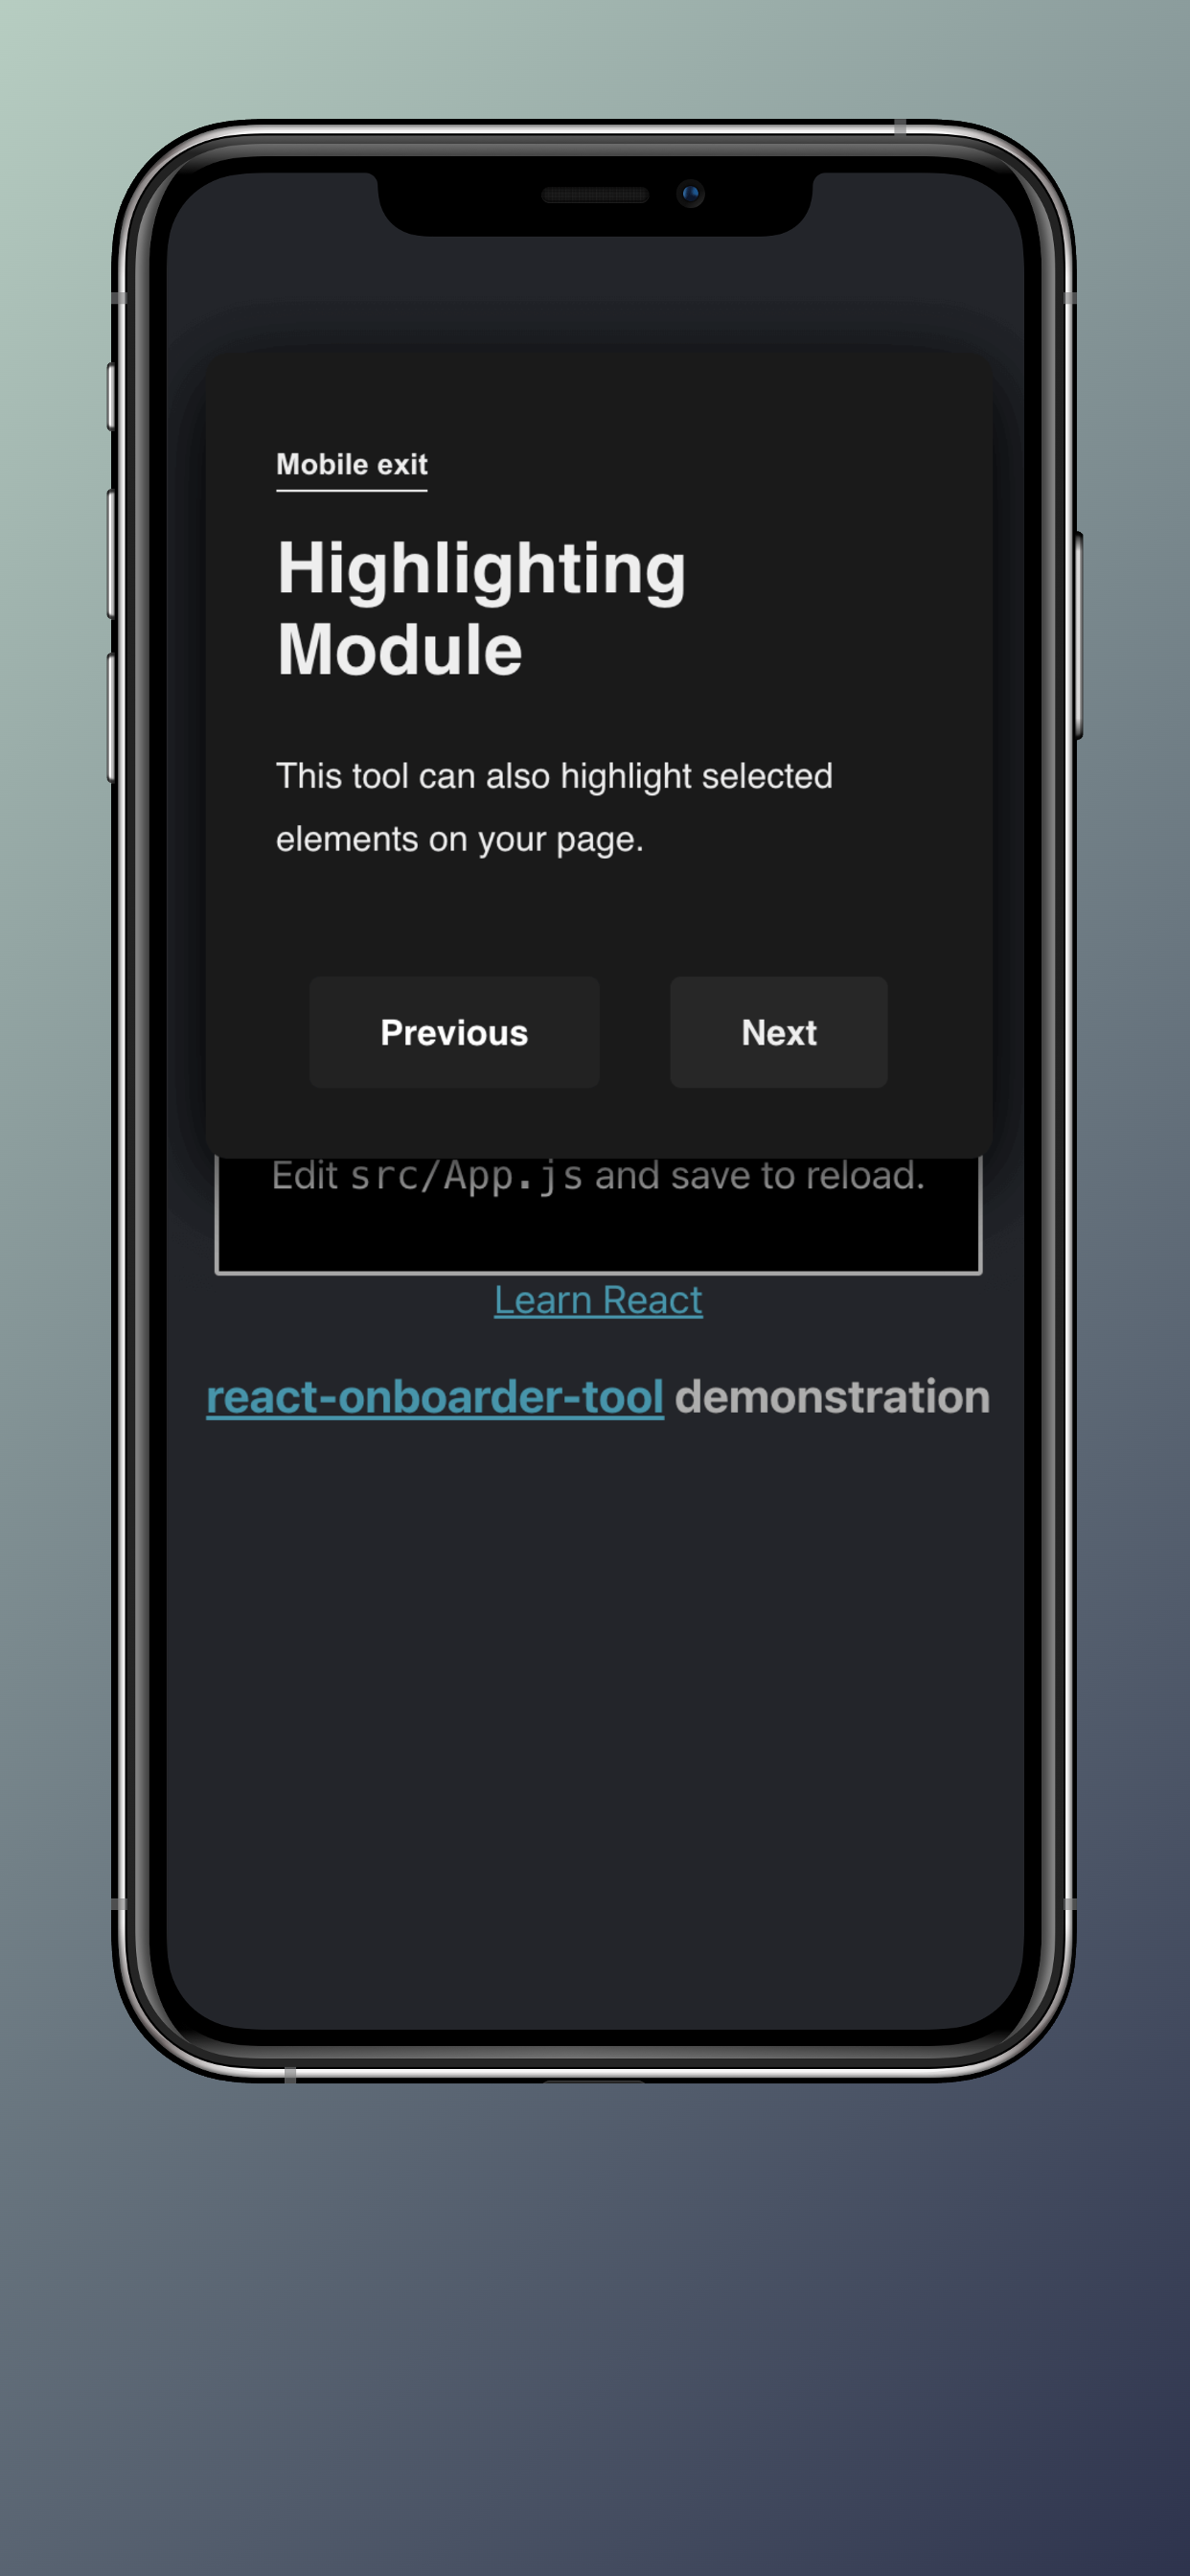 Mobile exit
Highlighting
Module
This tool can also highlight selected
elements on your page.
Previous
Next
Edit src/App.js and save to reload.
Learn React
react-onboarder-tool demonstration